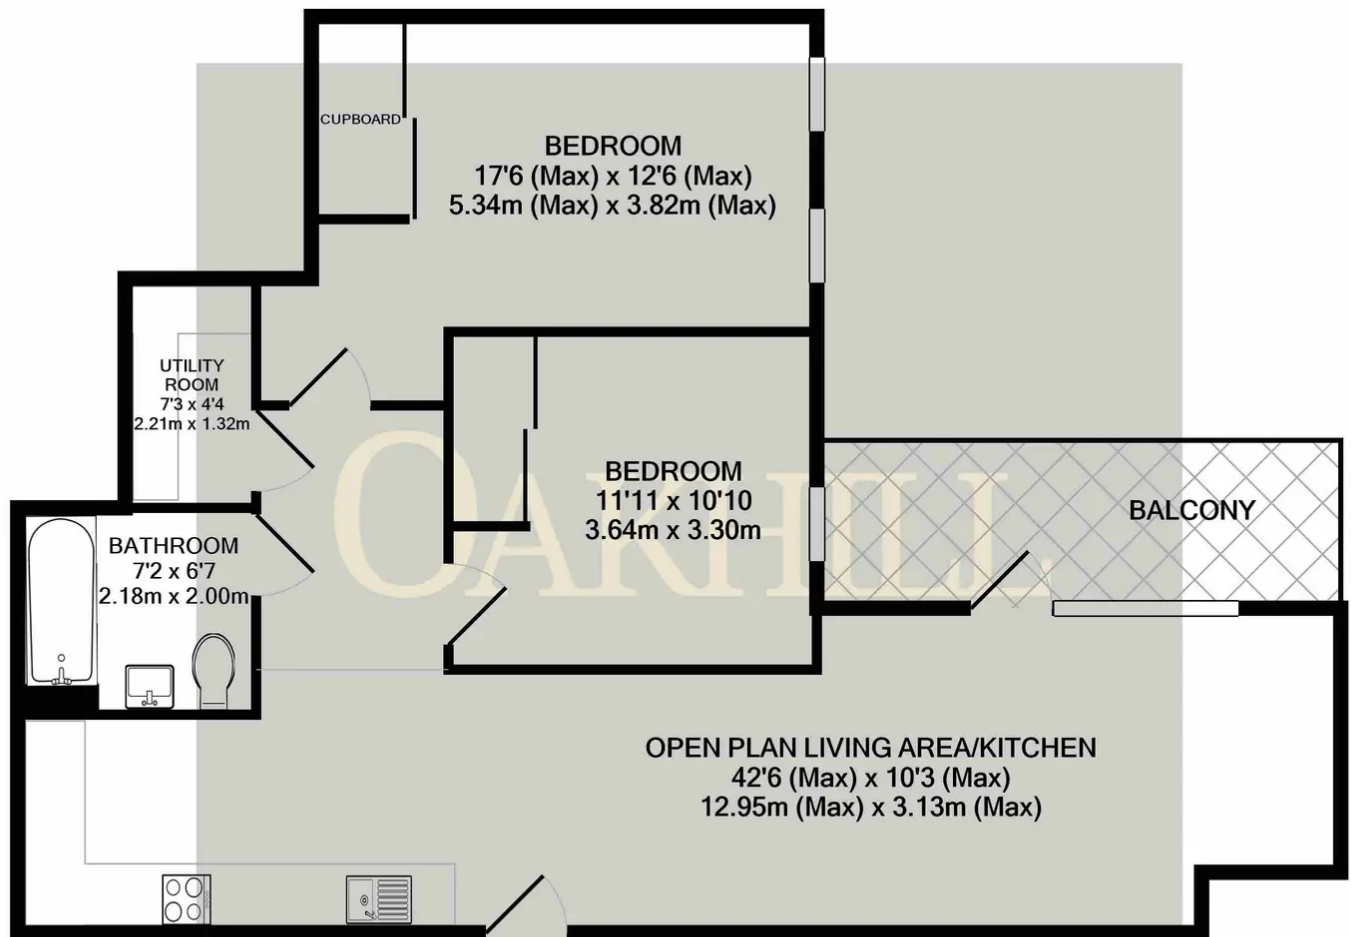 CUPBOARD
BEDROOM
17'6 (Max) x 12'6 (Max)
5.34m (Max) x 3.82m (Max)
UTILITY
ROOM
7'3 x 4'4
2.21m x 1.32m
BEDROOM
11'11 x 10'10
3.64m x 3.30m
OAKHILL
BALCONY
BATHROOM
7'2 x 6'7
2.18m x 2.00m
OPEN PLAN LIVING AREA/KITCHEN
42'6 (Max) x 10'3 (Max)
12.95m (Max) x 3.13m (Max)